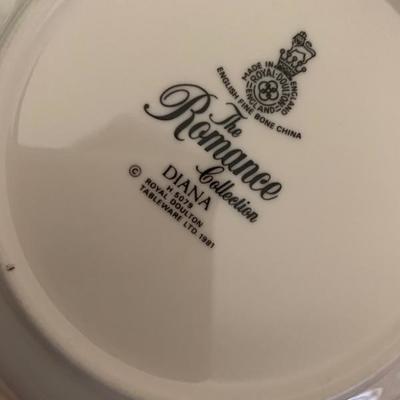 MADE IN ENGLAND
ROYAL·DOULTON
ENGLAND
ENGLISH FINE BONE CHINA
The
Romance
Collection
DIANA
H 5079
© ROYAL DOULTON
TABLEWARE LTD. 1981